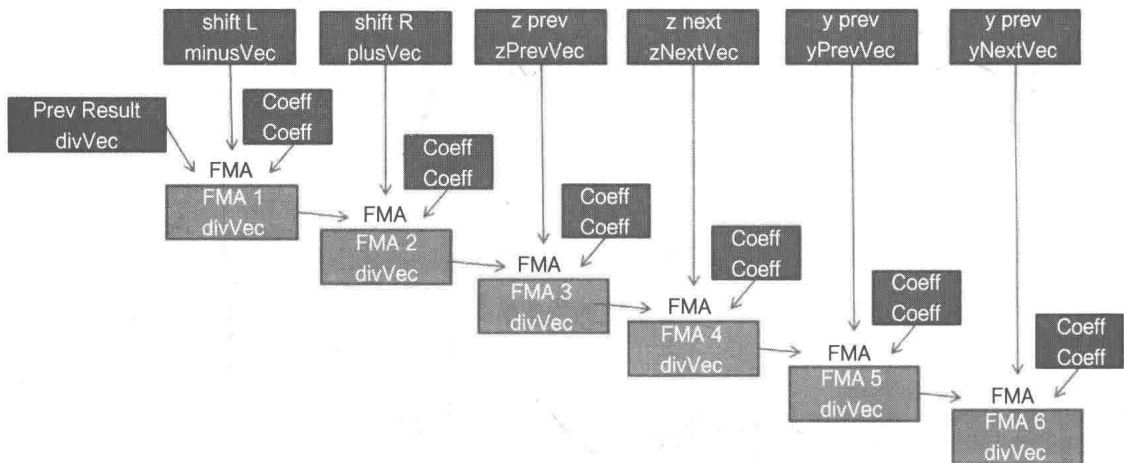 shift L
minusVec
shift R
plusVec
z prev
zPrevVec
z next
zNextVec
y prev
yPrevVec
y prev
yNextVec
Prev Result
divVec
Coeff
Coeff
FMA
FMA 1
divVec
Coeff
Coeff
FMA
FMA 2
divVec
Coeff
Coeff
FMA
FMA 3
divVec
Coeff
Coeff
FMA
FMA 4
divVec
Coeff
Coeff
FMA
FMA 5
divVec
Coeff
Coeff
FMA
FMA 6
divVec